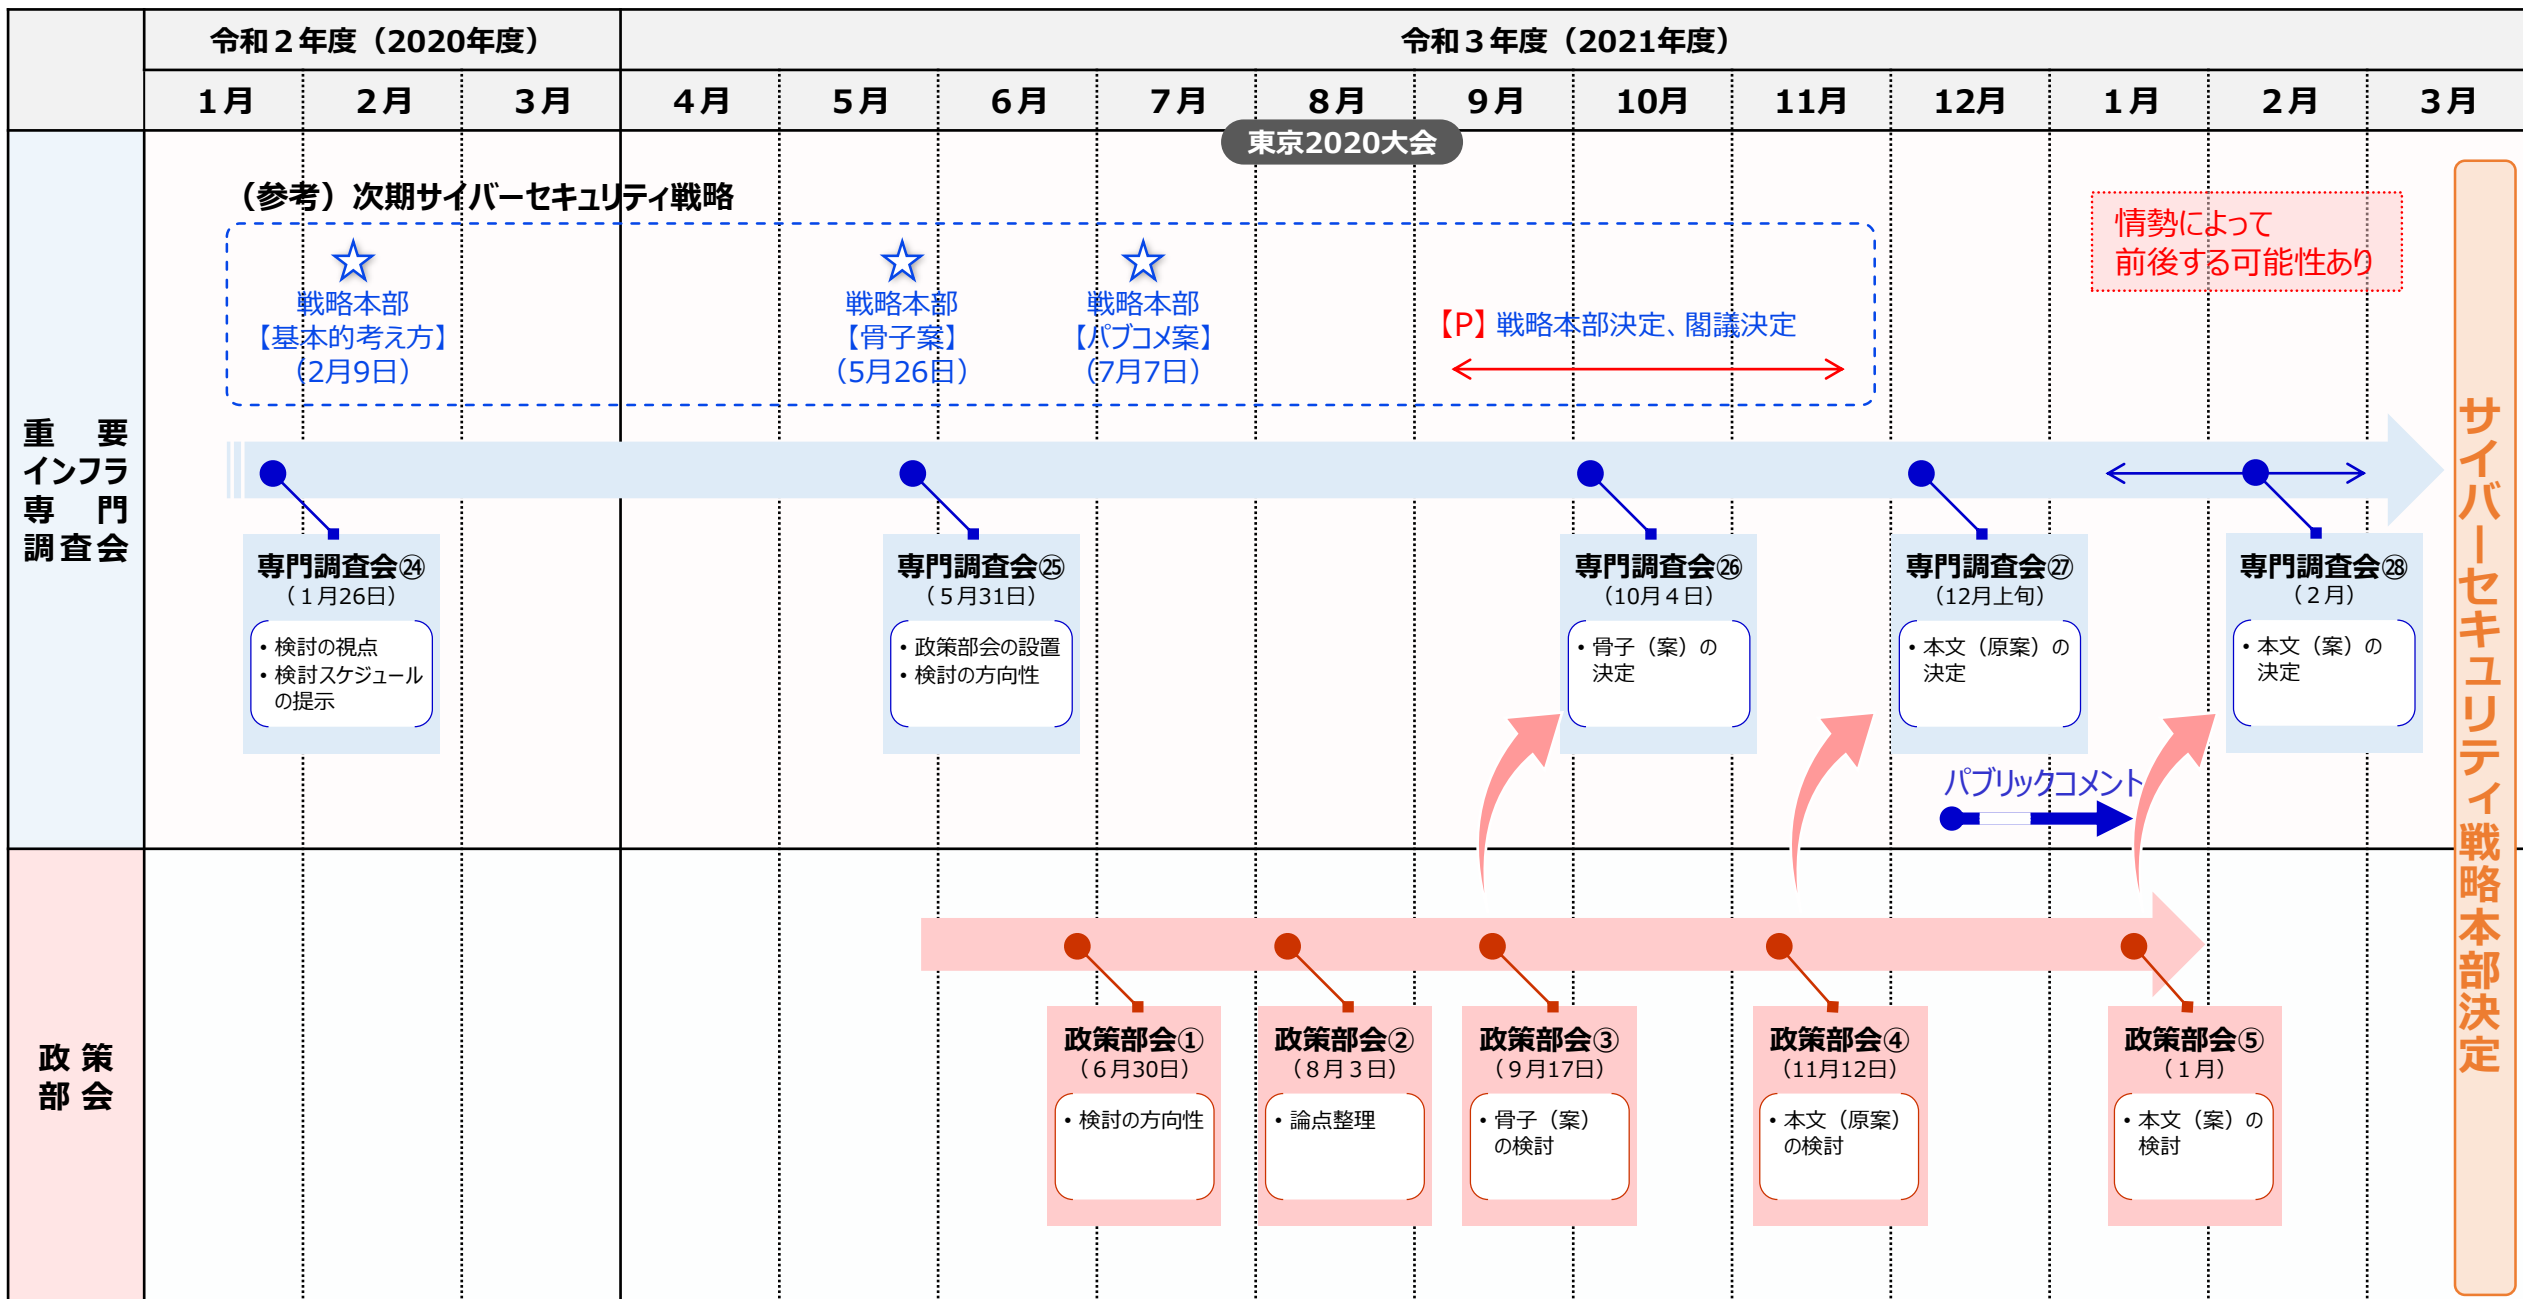 令和２年度（2020年度）
令和３年度（2021年度）
１月
２月
３月
４月
５月
６月
７月
８月
９月
10月
11月
12月
１月
２月
３月
東京2020大会
重要
インフラ
専門
調査会
（参考）次期サイバーセキュリティ戦略
戦略本部
【基本的考え方】
（2月9日）
戦略本部
【骨子案】
（5月26日）
戦略本部
【パブコメ案】
（7月7日）
【P】戦略本部決定、閣議決定
情勢によって
前後する可能性あり
専門調査会㉔
（１月26日）
・検討の視点
・検討スケジュール
の提示
専門調査会㉕
（５月31日）
・政策部会の設置
・検討の方向性
専門調査会㉖
（10月４日）
・骨子（案）の
決定
専門調査会㉗
（12月上旬）
・本文（原案）の
決定
専門調査会㉘
（２月）
・本文（案）の
決定
パブリックコメント
サイバーセキュリティ戦略本部決定
政策
部会
政策部会①
（６月30日）
・検討の方向性
政策部会②
（８月３日）
・論点整理
政策部会③
（９月17日）
・骨子（案）
の検討
政策部会④
（11月12日）
・本文（原案）
の検討
政策部会⑤
（１月）
・本文（案）の
検討